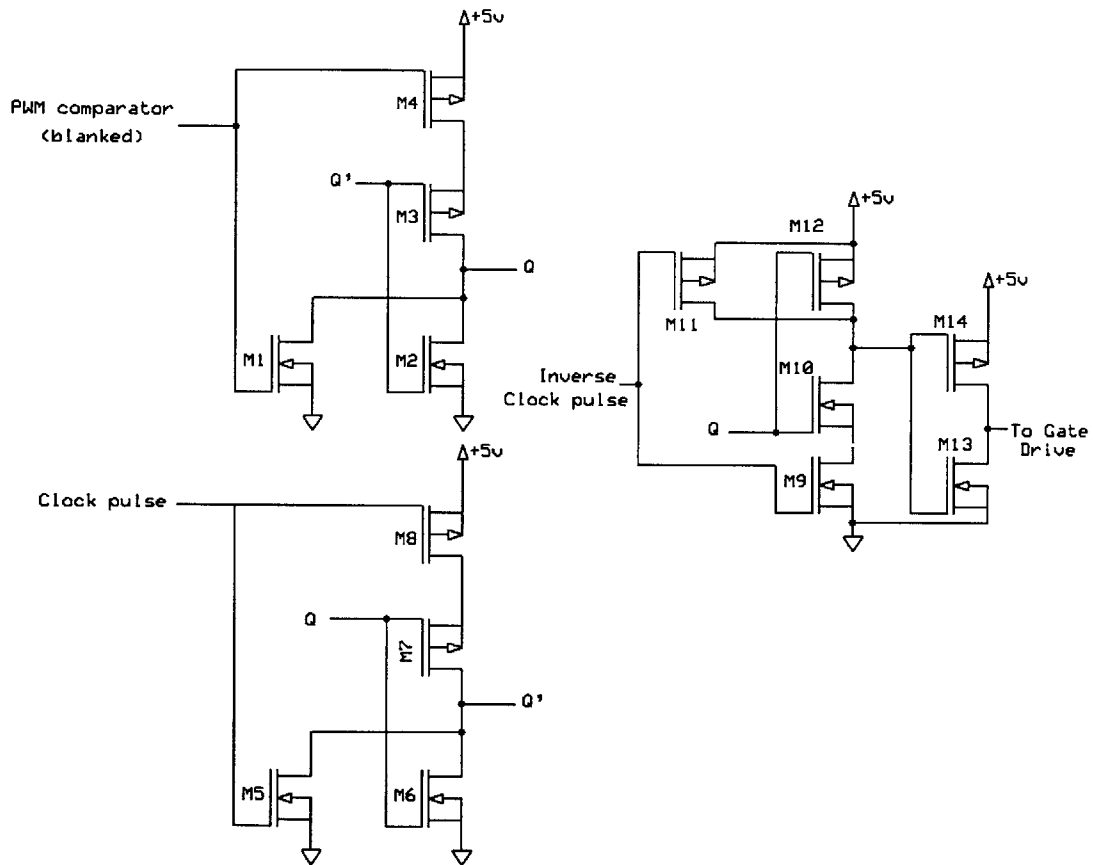 +5v
M4
PWM comparator
(blanked)
Q'
M3
Q
M1
M2
+5v
M12
M11
+5v
M14
M10
Inverse
Clock pulse
Q
To Gate
Drive
M13
M9
+5v
Clock pulse
M8
Q
M7
Q'
M5
M6